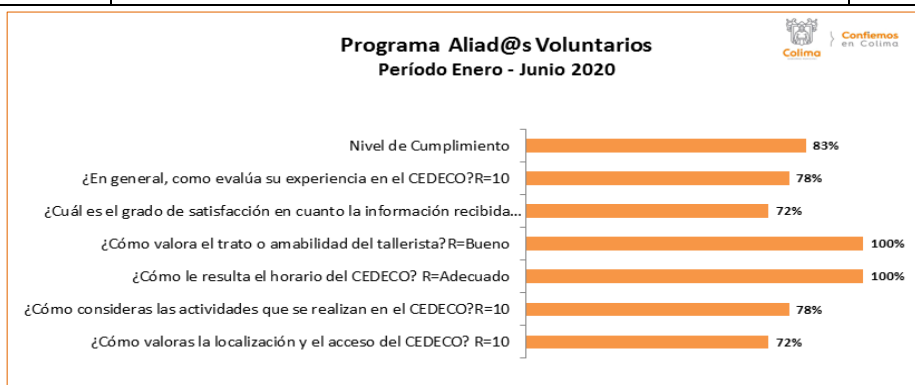 Programa Aliad@s Voluntarios
Período Enero - Junio 2020
Colima
Confiemos
en Colima
Nivel de Cumplimiento 83%
¿En general, como evalúa su experiencia en el CEDECO?R=10 78%
¿Cuál es el grado de satisfacción en cuanto la información recibida... 72%
¿Cómo valora el trato o amabilidad del tallerista?R=Bueno 100%
¿Cómo le resulta el horario del CEDECO? R=Adecuado 100%
¿Cómo consideras las actividades que se realizan en el CEDECO?R=10 78%
¿Cómo valoras la localización y el acceso del CEDECO? R=10 72%